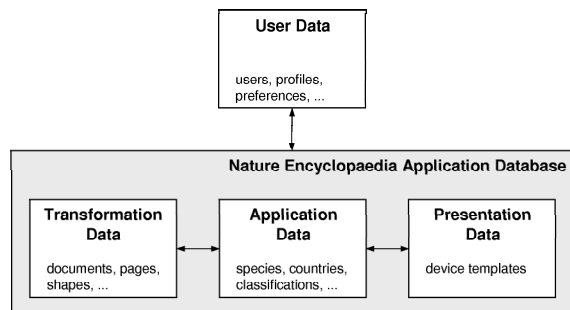 User Data
users, profiles,
preferences, ...
Nature Encyclopaedia Application Database
Transformation
Data
documents, pages,
shapes, ...
Application
Data
species, countries,
classifications, ...
Presentation
Data
device templates